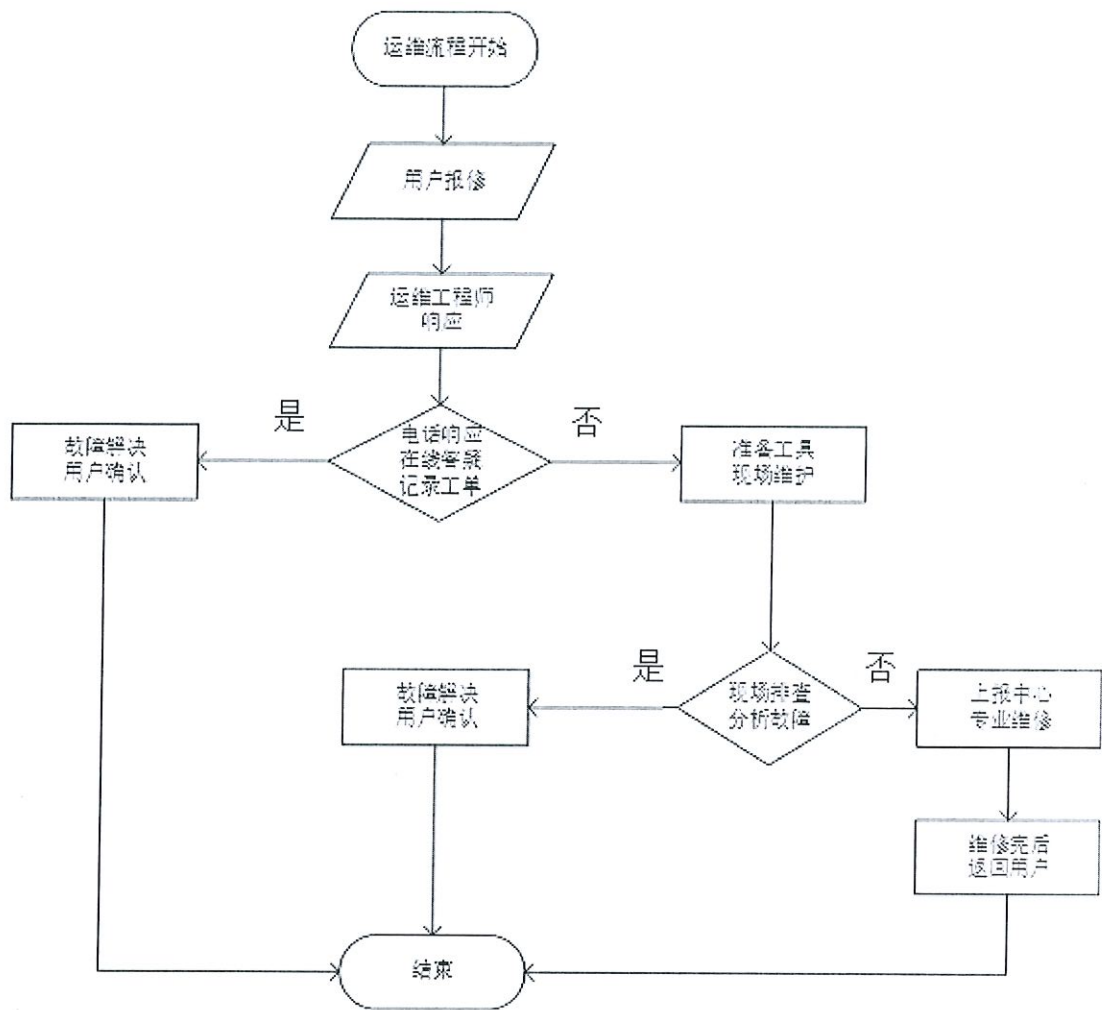 运维流程开始
用户报修
运维工程师
响应
是
否
电话响应
在线答疑
记录工单
故障解决
用户确认
准备工具
现场维护
是
否
现场排查
分析故障
故障解决
用户确认
上报中心
专业维修
维修完后
返回用户
结束